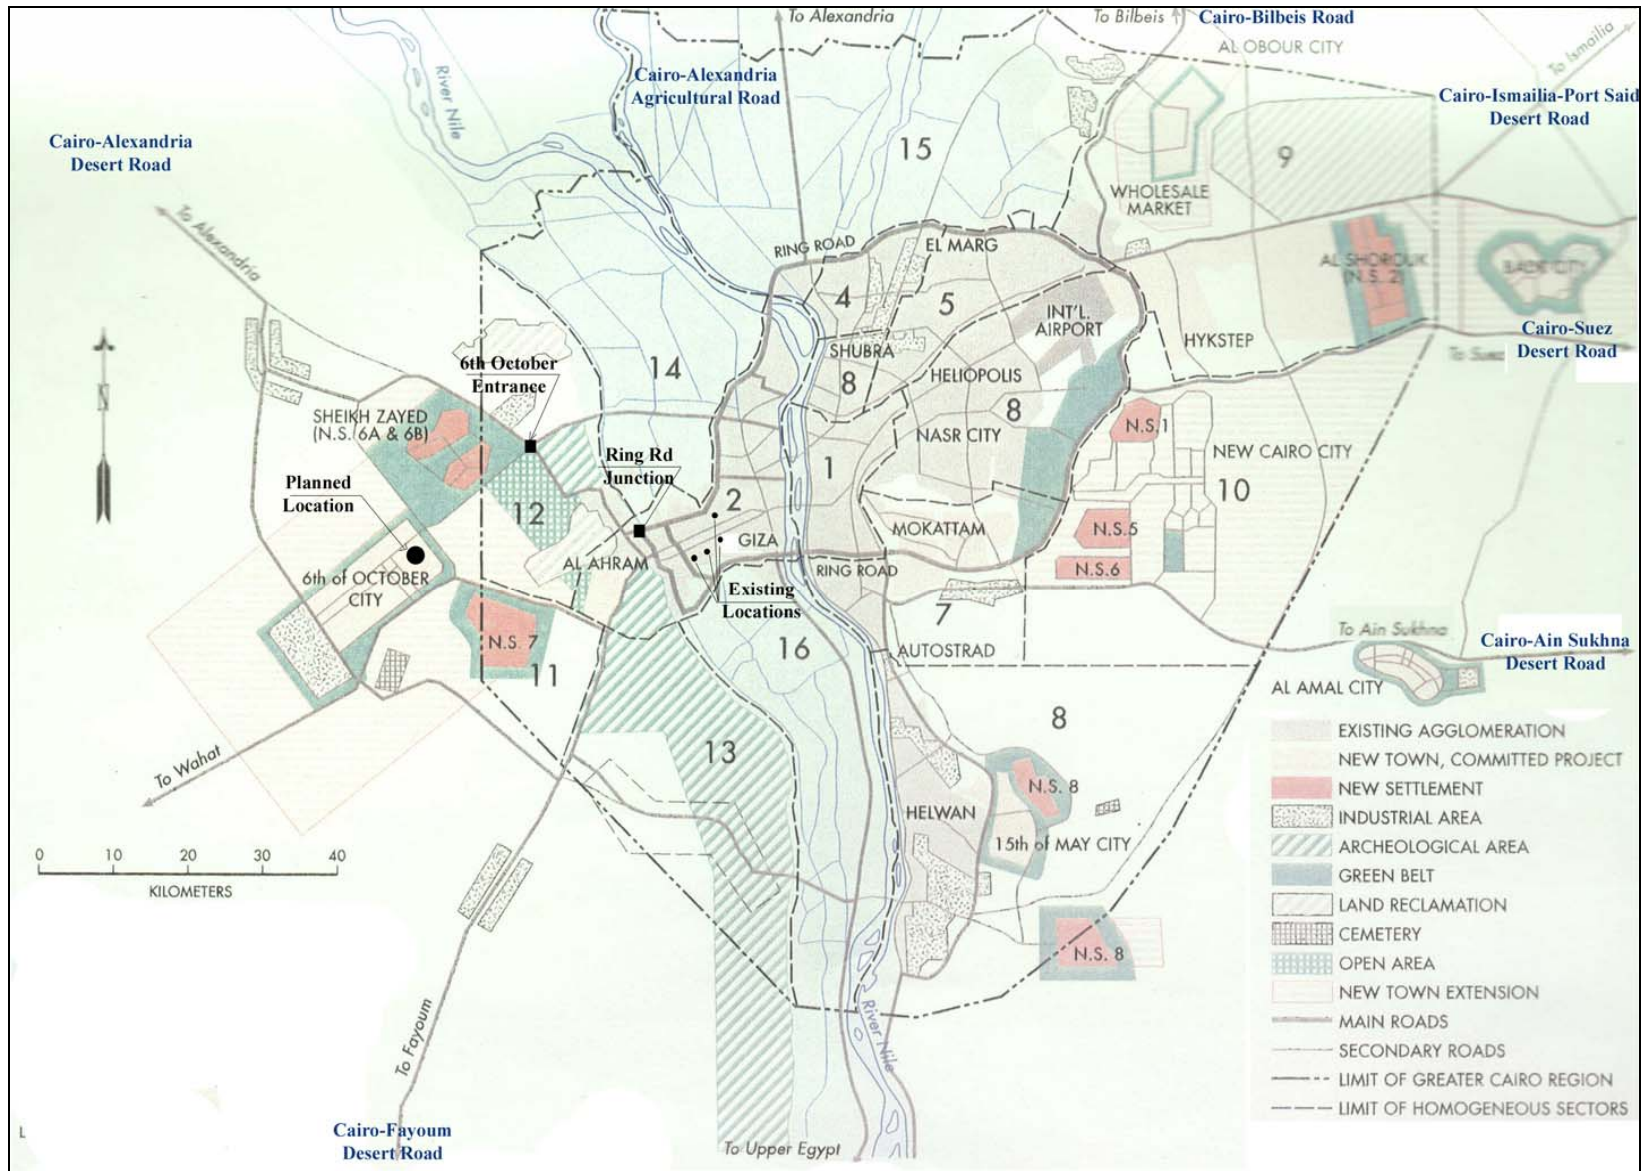 To Alexandria
To Bilbeis
Cairo-Bilbeis Road
AL OBOUR CITY
To Ismailia
River Nile
Cairo-Alexandria
Agricultural Road
Cairo-Ismailia-Port Said
Desert Road
Cairo-Alexandria
Desert Road
15
9
WHOLESALE
MARKET
To Alexandria
RING ROAD
EL MARG
AL SHOROUK
(N.S. 2)
BADR CITY
4
5
INT'L.
AIRPORT
Cairo-Suez
Desert Road
To Suez
HYKSTEP
SHUBRA
14
6th October
Entrance
8
HELIOPOLIS
8
SHEIKH ZAYED
(N.S. 6A & 6B)
NASR CITY
N.S.1
NEW CAIRO CITY
Ring Rd
Junction
1
10
Planned
Location
2
12
MOKATTAM
N.S.5
GIZA
AL AHRAM
RING ROAD
N.S.6
6th of OCTOBER
CITY
Existing
Locations
7
N.S. 7
11
16
AUTOSTRAD
To Ain Sukhna
Cairo-Ain Sukhna
Desert Road
AL AMAL CITY
8
13
To Wahat
N.S. 8
HELWAN
15th of MAY CITY
0 10 20 30 40
KILOMETERS
N.S. 8
River Nile
To Fayoum
Cairo-Fayoum
Desert Road
To Upper Egypt
L
EXISTING AGGLOMERATION
NEW TOWN, COMMITTED PROJECT
NEW SETTLEMENT
INDUSTRIAL AREA
ARCHEOLOGICAL AREA
GREEN BELT
LAND RECLAMATION
CEMETERY
OPEN AREA
NEW TOWN EXTENSION
MAIN ROADS
SECONDARY ROADS
LIMIT OF GREATER CAIRO REGION
LIMIT OF HOMOGENEOUS SECTORS
N